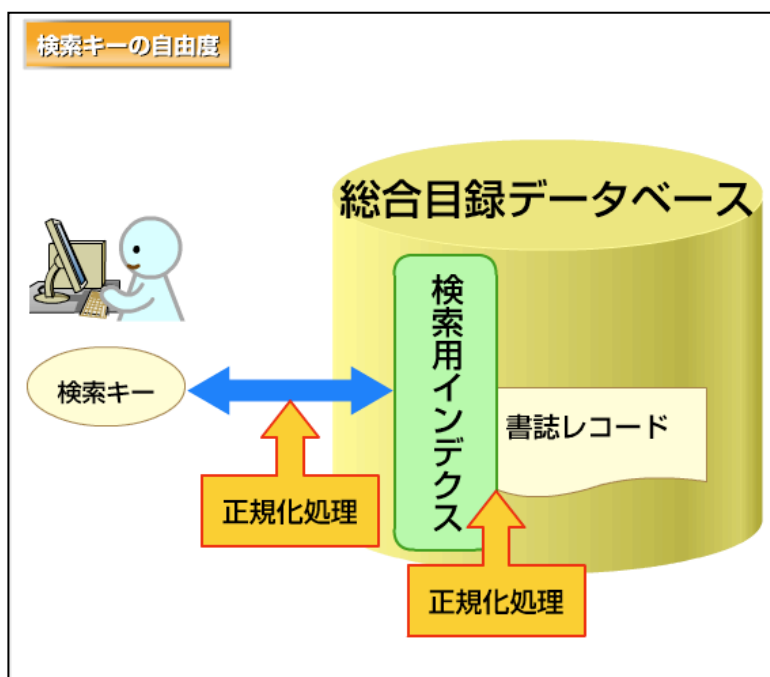 検索キーの自由度
総合目録データベース
検索用インデクス
検索キー
書誌レコード
正規化処理
正規化処理